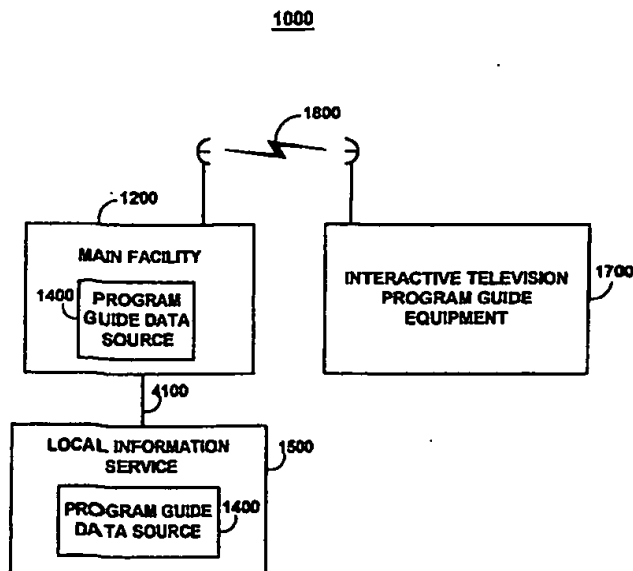 1000
1800
1200
MAIN FACILITY
1400
PROGRAM
GUIDE DATA
SOURCE
INTERACTIVE TELEVISION
PROGRAM GUIDE
EQUIPMENT
1700
4100
LOCAL INFORMATION
SERVICE
1500
PROGRAM GUIDE
DATA SOURCE
1400